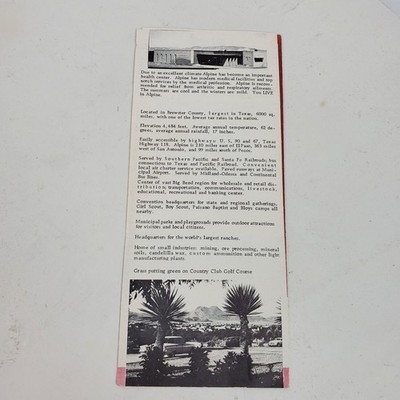 Due to an excellent climate Alpine has become an important
health center. Alpine has modern medical facilities and top
notch services by the medical profession. Alpine is
for relief from arthritic and respiratory ailments.
The summers are cool and the winters are mild. You LIVE
in Alpine.
Located in Brewster County, largest in Texas, 6000 sq.
miles, with one of the lowest tax rates in the nation.
Elevation 4,484 feet. Average annual temperature, 62 de-
grees, average annual rainfall, 17 inches.
Easily accessible by highways; U S 90, 67, Texas
Highway 118. Alpine is 210 miles east of El Paso, 365 miles
west of San Antonio, and 99 miles south of Pecos.
Served by Southern Pacific and Santa Fe Railroads; bus
connections to Texas and Pacific Railroad. Convenient
local air charter service available. Paved runways at Munic-
ipal Airport. Served by Midland-Odessa and Continental
Bus lines.
Center of vast Big Bend region for wholesale and retail dis-
tribution, transportation, communications, livestock,
educational, recreational and banking center.
Convention headquarters for state and regional gatherings,
Girl Scout, Boy Scout, Paisano Baptist and Bloys camps all
nearby.
Municipal parks and playgrounds provide outdoor attractions
for visitors and local citizens.
Headquarters for the world's largest ranches.
Home of small industries: mining, ore processing, mineral
soils, candelilla wax, custom ammunition and other light
manufacturing plants.
Grass putting green on Country Club Golf Course